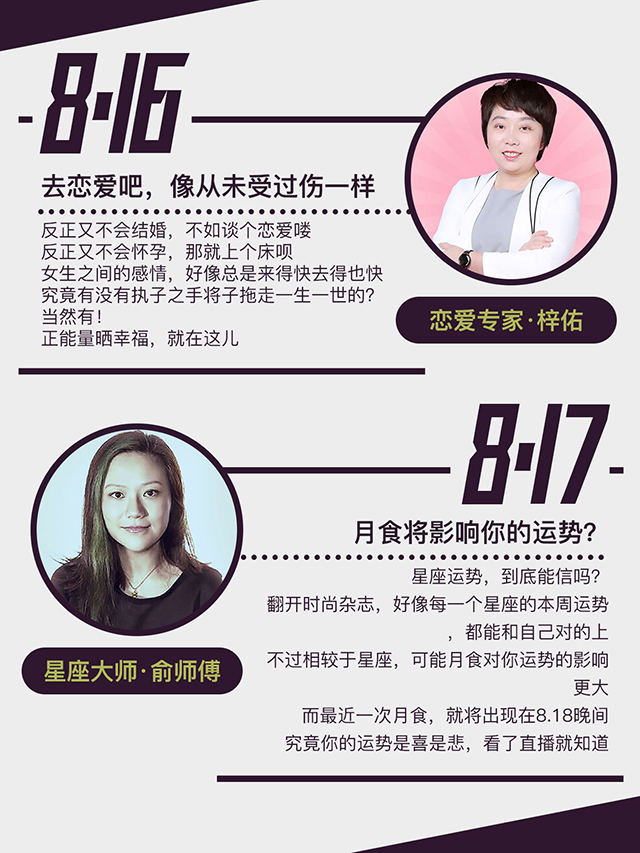 8·16
去恋爱吧，像从未受过伤一样
反正又不会结婚，不如谈个恋爱喽
反正又不会怀孕，那就上个床呗
女生之间的感情，好像总是来得快去得也快
究竟有没有执子之手将子拖走一生一世的？
当然有！
正能量晒幸福，就在这儿
恋爱专家·梓佑
8·17
月食将影响你的运势？
星座运势，到底能信吗？
翻开时尚杂志，好像每一个星座的本周运势
，都能和自己对的上
不过相较于星座，可能月食对你运势的影响
更大
而最近一次月食，就将出现在8.18晚间
究竟你的运势是喜是悲，看了直播就知道
星座大师·俞师傅